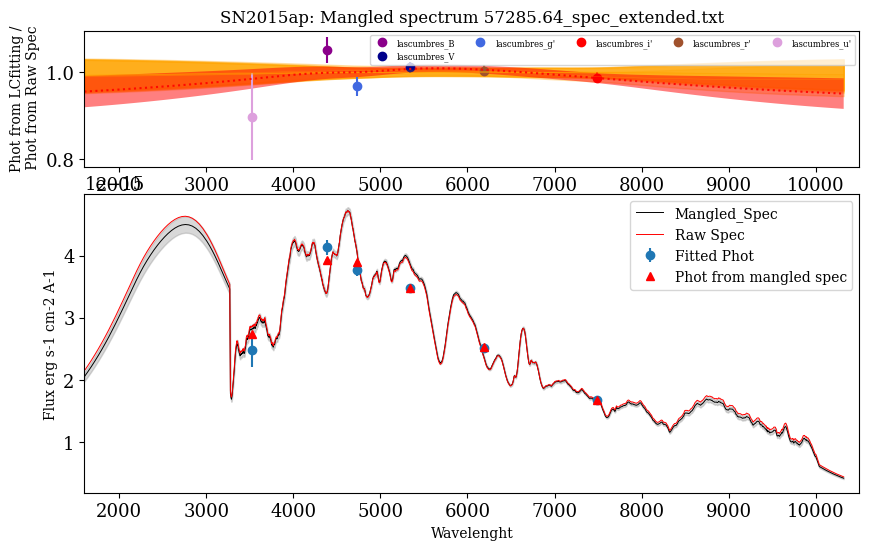 SN2015ap: Mangled spectrum 57285.64_spec_extended.txt
Phot from LCfitting /
Phot from Raw Spec
lascumbres_B
lascumbres_V
lascumbres_g'
lascumbres_i'
lascumbres_r'
lascumbres_u'
1.0
0.8
2000 3000 4000 5000 6000 7000 8000 9000 10000
1e−15
Mangled_Spec
Raw Spec
Fitted Phot
Phot from mangled spec
Flux erg s-1 cm-2 A-1
4
3
2
1
2000 3000 4000 5000 6000 7000 8000 9000 10000
Wavelenght